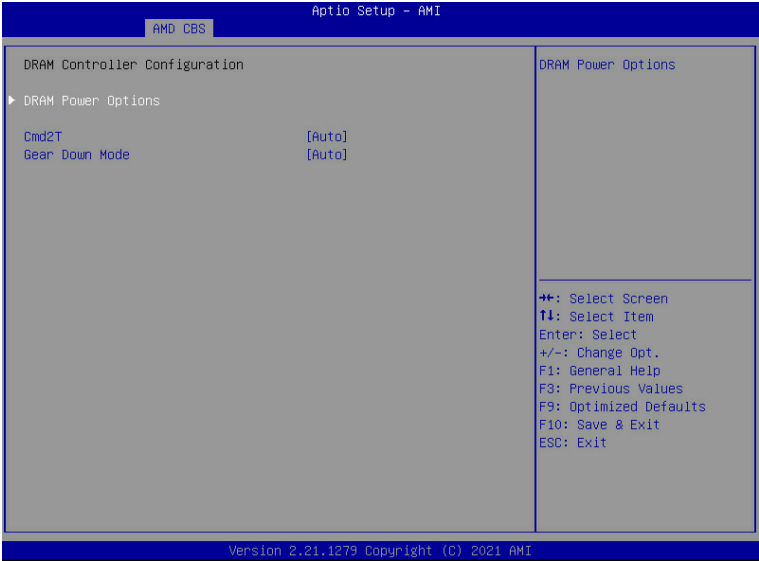 Aptio Setup – AMI
AMD CBS
DRAM Controller Configuration
DRAM Power Options
Cmd2T [Auto]
Gear Down Mode [Auto]
DRAM Power Options
→←: Select Screen
↑↓: Select Item
Enter: Select
+/-: Change Opt.
F1: General Help
F3: Previous Values
F9: Optimized Defaults
F10: Save & Exit
ESC: Exit
Version 2.21.1279 Copyright (C) 2021 AMI